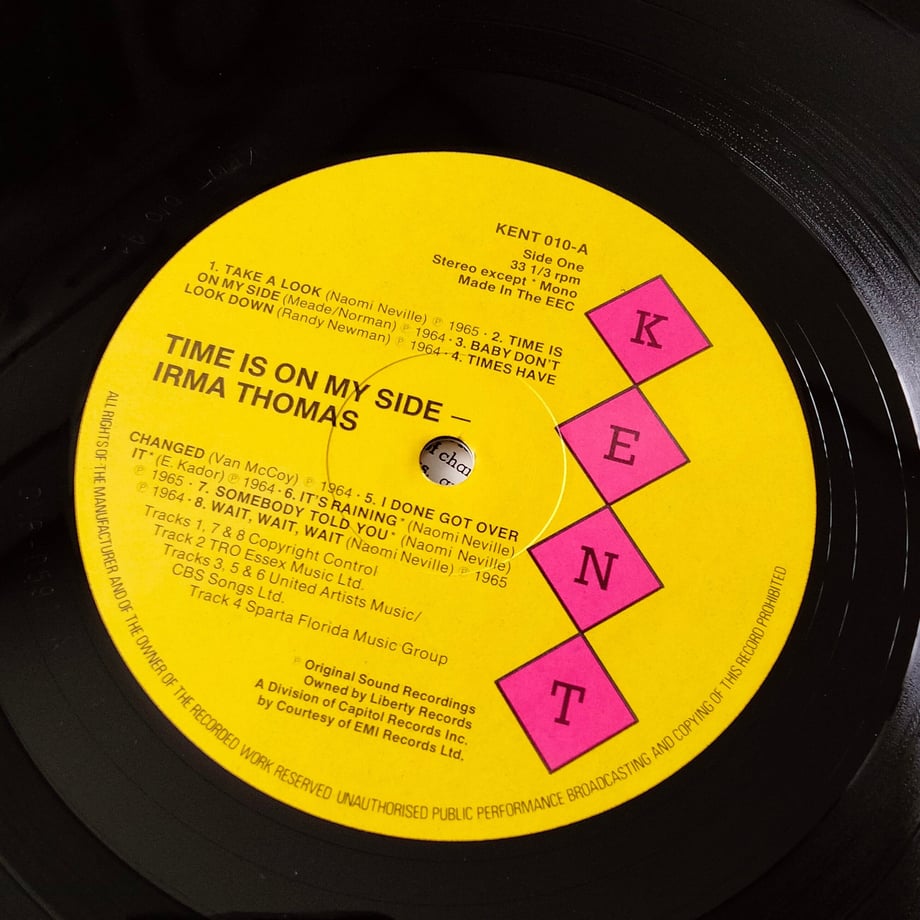 KENT 010-A
Side One
33 1/3 rpm
Stereo except * Mono
Made In The EEC
1. TAKE A LOOK (Naomi Neville) ℗ 1965 · 2. TIME IS
ON MY SIDE (Meade/Norman) ℗ 1964 · 3. BABY DON'T
LOOK DOWN (Randy Newman) ℗ 1964 · 4. TIMES HAVE
TIME IS ON MY SIDE —
IRMA THOMAS
CHANGED (Van McCoy) ℗ 1964 · 5. I DONE GOT OVER
IT* (E. Kador) ℗ 1964 · 6. IT'S RAINING* (Naomi Neville)
℗ 1965 · 7. SOMEBODY TOLD YOU* (Naomi Neville)
℗ 1964 · 8. WAIT, WAIT, WAIT (Naomi Neville) ℗ 1965
Tracks 1, 7 & 8 Copyright Control
Track 2 TRO Essex Music Ltd.
Tracks 3, 5 & 6 United Artists Music/
CBS Songs Ltd.
Track 4 Sparta Florida Music Group
℗ Original Sound Recordings
Owned by Liberty Records
A Division of Capitol Records Inc.
by Courtesy of EMI Records Ltd.
K
E
N
T
ALL RIGHTS OF THE MANUFACTURER AND OF THE OWNER OF THE RECORDED WORK RESERVED UNAUTHORISED PUBLIC PERFORMANCE BROADCASTING AND COPYING OF THIS RECORD PROHIBITED